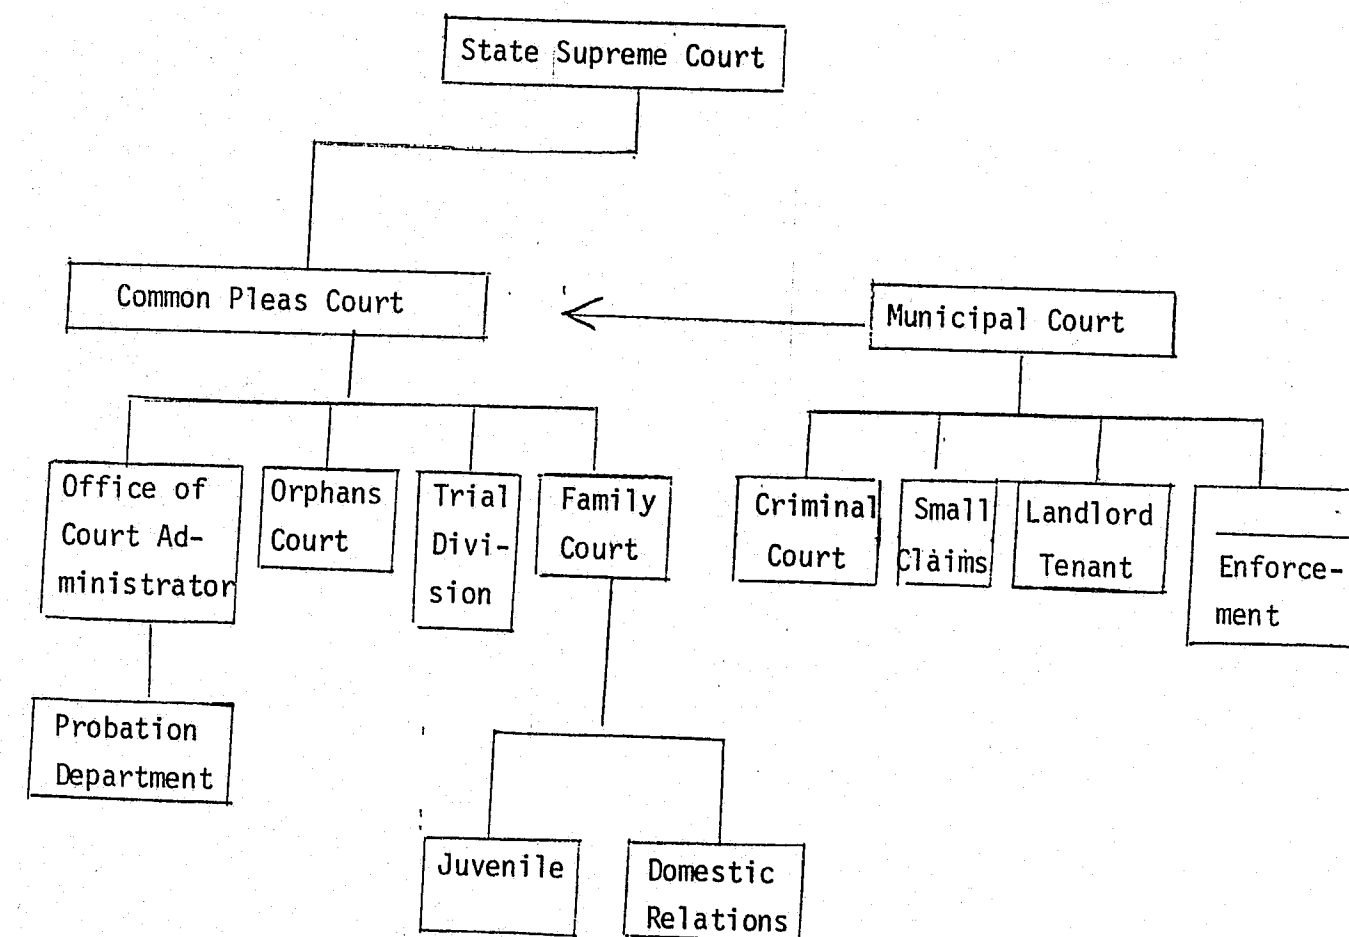 State Supreme Court
Common Pleas Court
Municipal Court
Office of
Court Ad-
ministrator
Orphans
Court
Trial
Divi-
sion
Family
Court
Criminal
Court
Small
Claims
Landlord
Tenant
Enforce-
ment
Probation
Department
Juvenile
Domestic
Relations